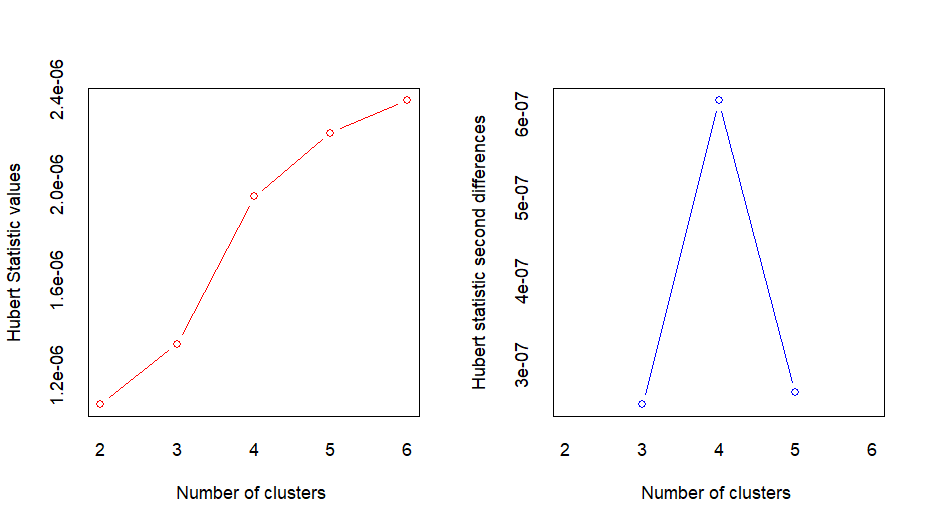 Hubert Statistic values
2.4e-06
2.0e-06
1.6e-06
1.2e-06
2 3 4 5 6
Number of clusters
Hubert statistic second differences
6e-07
5e-07
4e-07
3e-07
2 3 4 5 6
Number of clusters